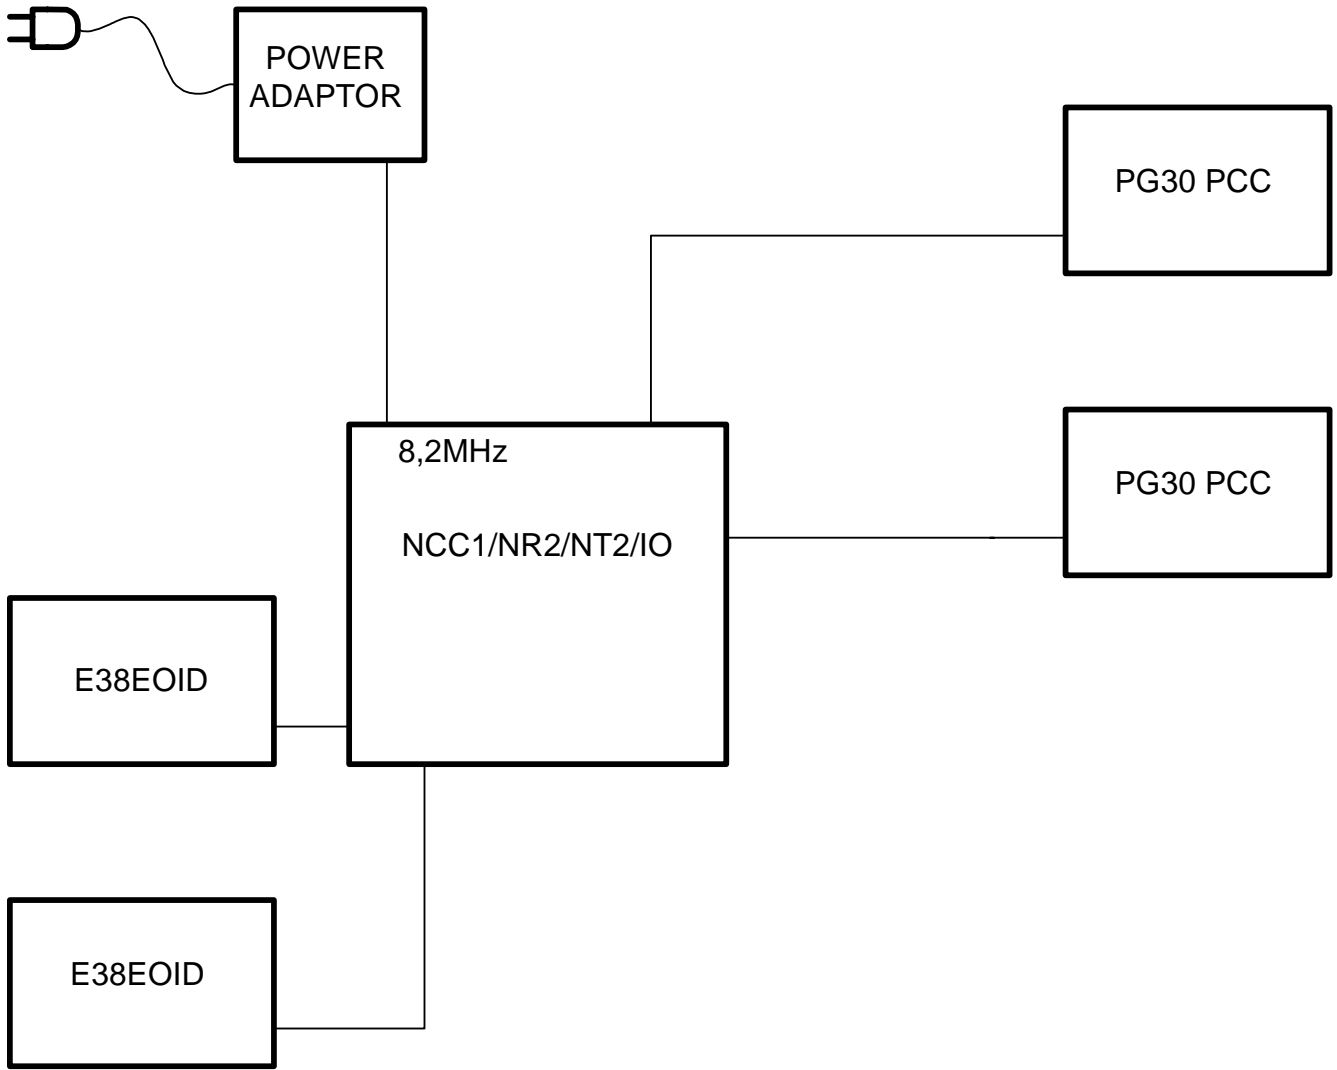 POWER
ADAPTOR
PG30 PCC
8,2MHz
PG30 PCC
NCC1/NR2/NT2/IO
E38EOID
E38EOID